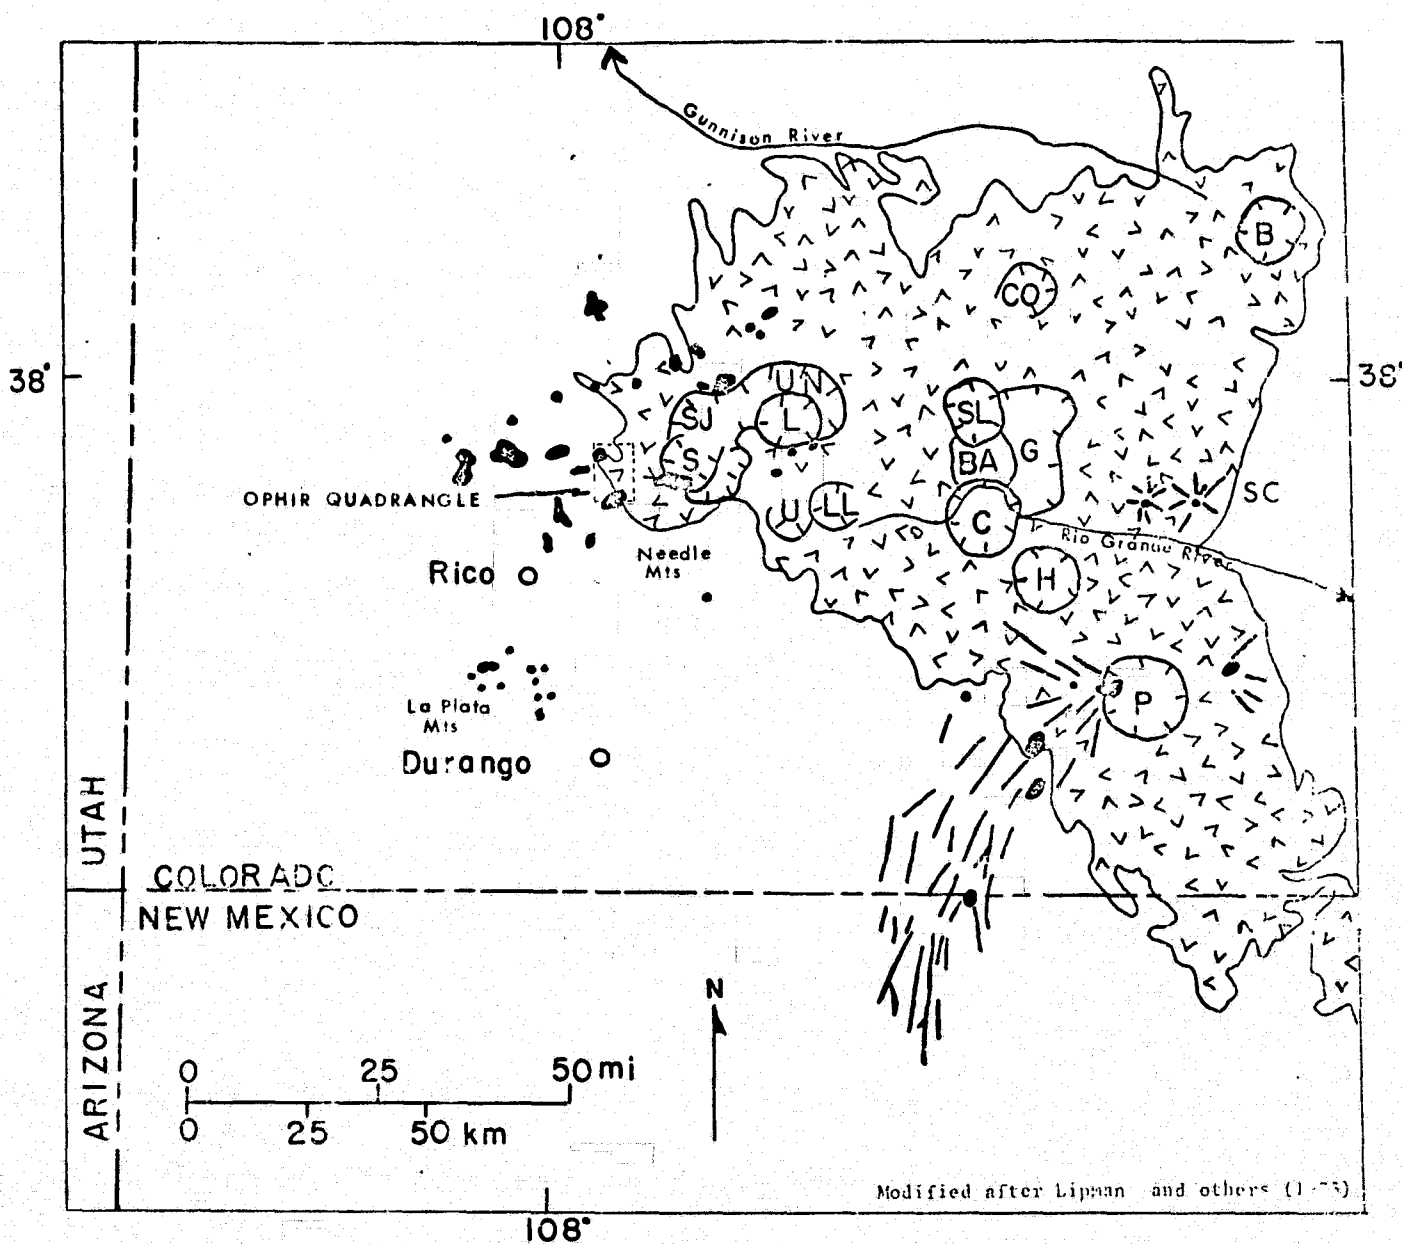 108°
Gunnison River
B
CO
38°
38°
UN
SJ
L
SL
S
BA
G
OPHIR QUADRANGLE
SC
U
LL
C
Rio Grande River
Needle
Mts
Rico
H
La Plata
Mts
P
Durango
UTAH
COLORADO
NEW MEXICO
ARIZONA
N
0 25 50 mi
0 25 50 km
Modified after Lipman and others
108°